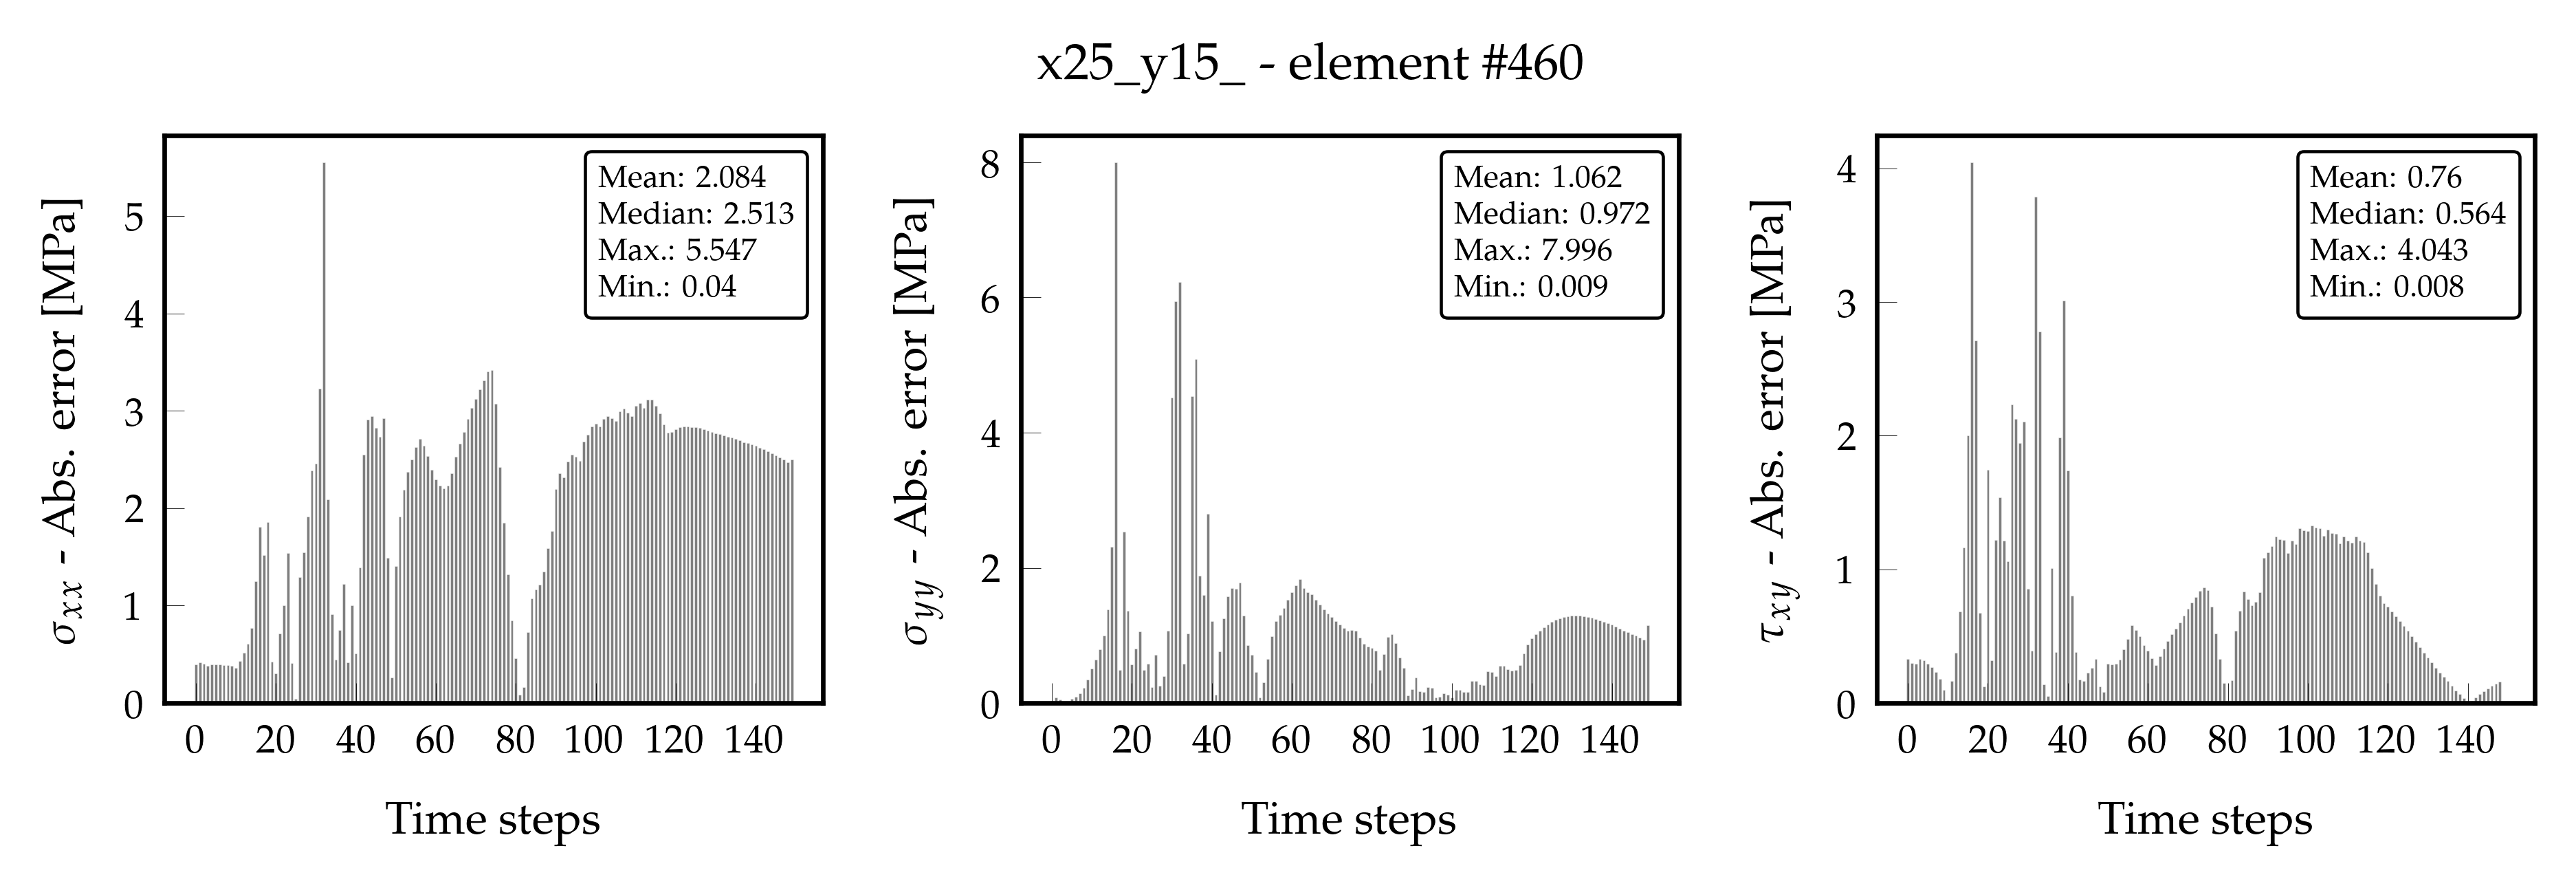 x25_y15_ - element #460
σxx - Abs. error [MPa]
5
4
3
2
1
0
0 20 40 60 80 100 120 140
Time steps
Mean: 2.084
Median: 2.513
Max.: 5.547
Min.: 0.04
σyy - Abs. error [MPa]
8
6
4
2
0
0 20 40 60 80 100 120 140
Time steps
Mean: 1.062
Median: 0.972
Max.: 7.996
Min.: 0.009
τxy - Abs. error [MPa]
4
3
2
1
0
0 20 40 60 80 100 120 140
Time steps
Mean: 0.76
Median: 0.564
Max.: 4.043
Min.: 0.008